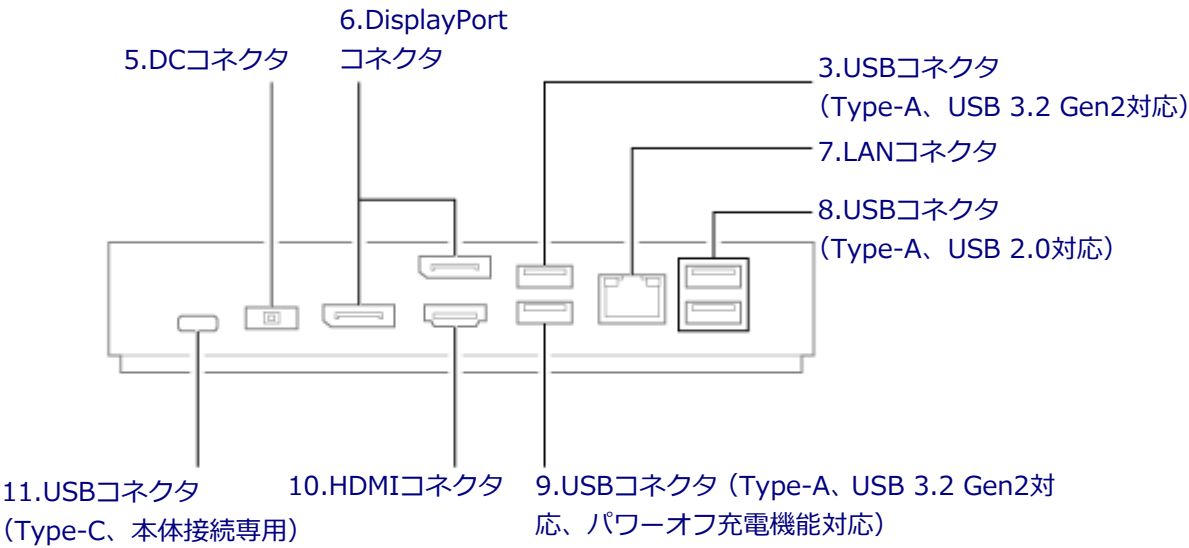 6.DisplayPort
コネクタ
5.DCコネクタ
3.USBコネクタ
（Type-A、USB 3.2 Gen2対応）
7.LANコネクタ
8.USBコネクタ
（Type-A、USB 2.0対応）
11.USBコネクタ
（Type-C、本体接続専用）
10.HDMIコネクタ
9.USBコネクタ（Type-A、USB 3.2 Gen2対
応、パワーオフ充電機能対応）